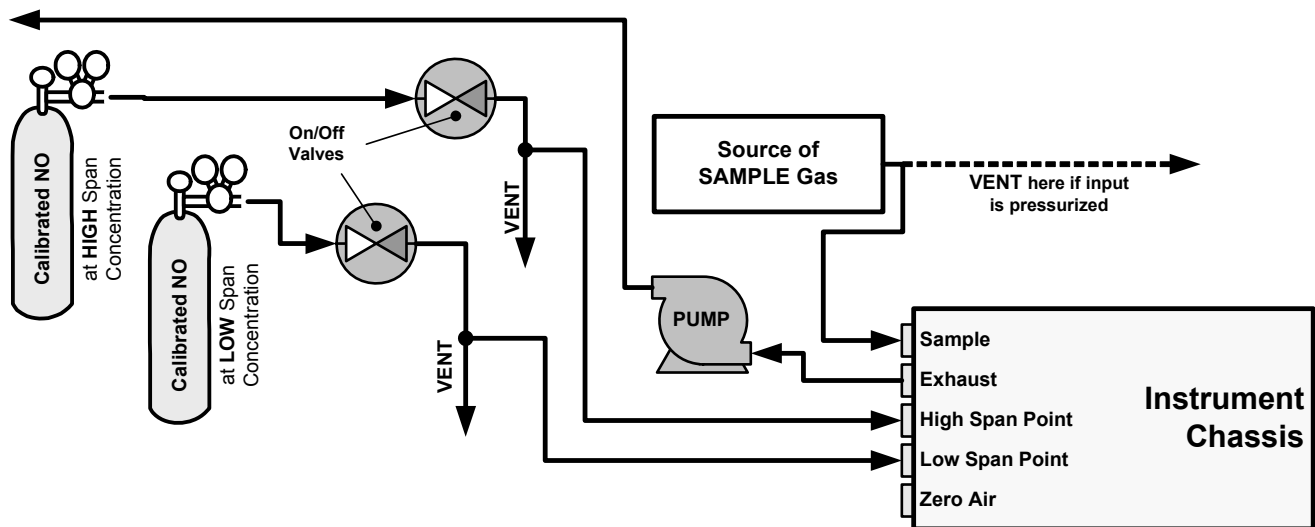 Calibrated NO
at HIGH Span
Concentration
Calibrated NO
at LOW Span
Concentration
On/Off
Valves
VENT
VENT
Source of
SAMPLE Gas
VENT here if input
is pressurized
PUMP
Sample
Exhaust
High Span Point
Low Span Point
Zero Air
Instrument
Chassis